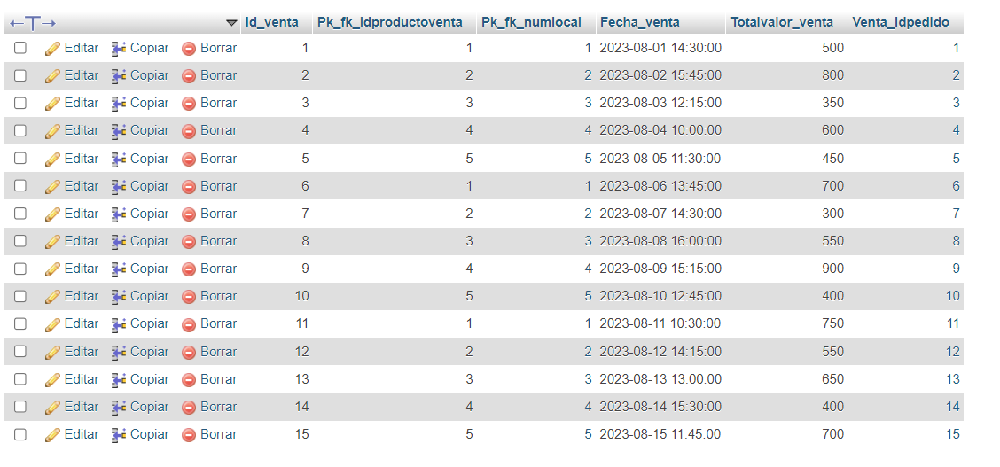 ←T→ Id_venta Pk_fk_idproductoventa Pk_fk_numlocal Fecha_venta Totalvalor_venta Venta_idpedido
Editar Copiar Borrar 1 1 1 2023-08-01 14:30:00 500 1
Editar Copiar Borrar 2 2 2 2023-08-02 15:45:00 800 2
Editar Copiar Borrar 3 3 3 2023-08-03 12:15:00 350 3
Editar Copiar Borrar 4 4 4 2023-08-04 10:00:00 600 4
Editar Copiar Borrar 5 5 5 2023-08-05 11:30:00 450 5
Editar Copiar Borrar 6 1 1 2023-08-06 13:45:00 700 6
Editar Copiar Borrar 7 2 2 2023-08-07 14:30:00 300 7
Editar Copiar Borrar 8 3 3 2023-08-08 16:00:00 550 8
Editar Copiar Borrar 9 4 4 2023-08-09 15:15:00 900 9
Editar Copiar Borrar 10 5 5 2023-08-10 12:45:00 400 10
Editar Copiar Borrar 11 1 1 2023-08-11 10:30:00 750 11
Editar Copiar Borrar 12 2 2 2023-08-12 14:15:00 550 12
Editar Copiar Borrar 13 3 3 2023-08-13 13:00:00 650 13
Editar Copiar Borrar 14 4 4 2023-08-14 15:30:00 400 14
Editar Copiar Borrar 15 5 5 2023-08-15 11:45:00 700 15